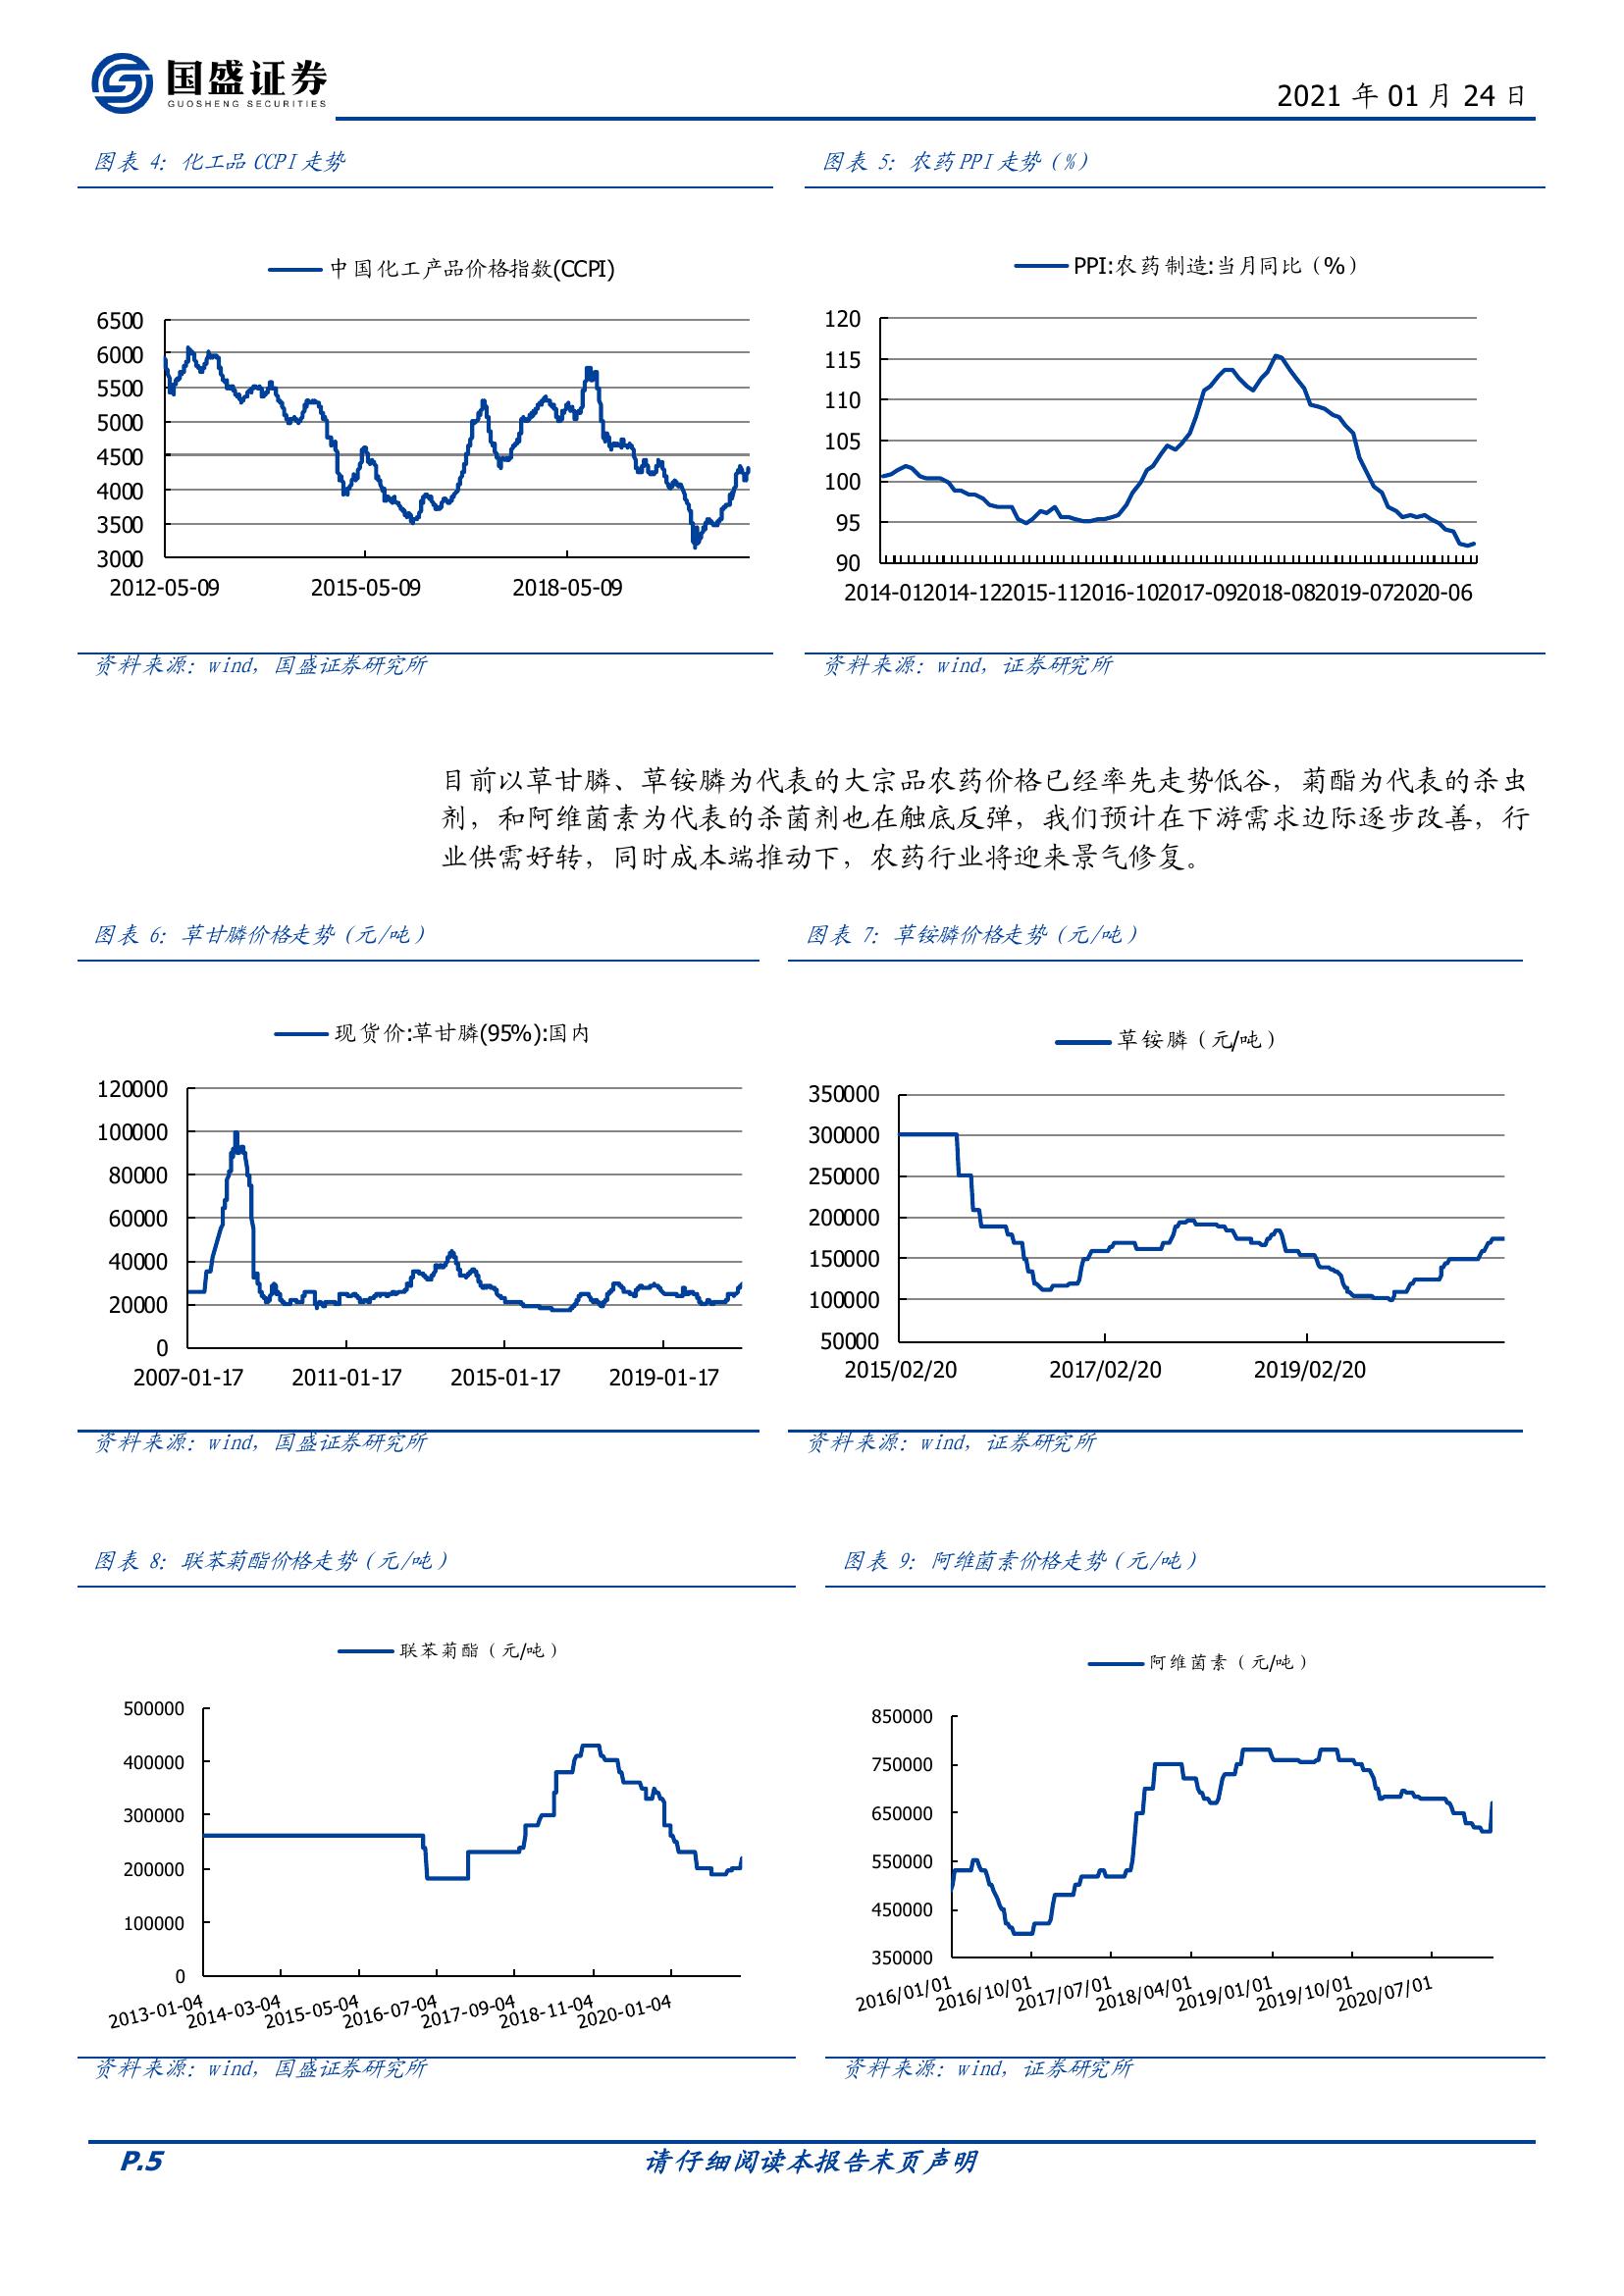 国盛证券
GUOSHENG SECURITIES
2021 年 01 月 24 日
图表 4：化工品 CCPI 走势
图表 5：农药 PPI 走势（%）
中国化工产品价格指数(CCPI)
6500
6000
5500
5000
4500
4000
3500
3000
2012-05-09 2015-05-09 2018-05-09
PPI:农药制造:当月同比（%）
120
115
110
105
100
95
90
2014-01 2014-12 2015-11 2016-10 2017-09 2018-08 2019-07 2020-06
资料来源：wind，国盛证券研究所
资料来源：wind，证券研究所
目前以草甘膦、草铵膦为代表的大宗品农药价格已经率先走势低谷，菊酯为代表的杀虫
剂，和阿维菌素为代表的杀菌剂也在触底反弹，我们预计在下游需求边际逐步改善，行
业供需好转，同时成本端推动下，农药行业将迎来景气修复。
图表 6：草甘膦价格走势（元/吨）
图表 7：草铵膦价格走势（元/吨）
现货价:草甘膦(95%):国内
120000
100000
80000
60000
40000
20000
0
2007-01-17 2011-01-17 2015-01-17 2019-01-17
草铵膦（元/吨）
350000
300000
250000
200000
150000
100000
50000
2015/02/20 2017/02/20 2019/02/20
资料来源：wind，国盛证券研究所
资料来源：wind，证券研究所
图表 8：联苯菊酯价格走势（元/吨）
图表 9：阿维菌素价格走势（元/吨）
联苯菊酯（元/吨）
500000
400000
300000
200000
100000
0
2013-01-04 2014-03-04 2015-05-04 2016-07-04 2017-09-04 2018-11-04 2020-01-04
阿维菌素（元/吨）
850000
750000
650000
550000
450000
350000
2016/01/01 2016/10/01 2017/07/01 2018/04/01 2019/01/01 2019/10/01 2020/07/01
资料来源：wind，国盛证券研究所
资料来源：wind，证券研究所
P.5
请仔细阅读本报告末页声明